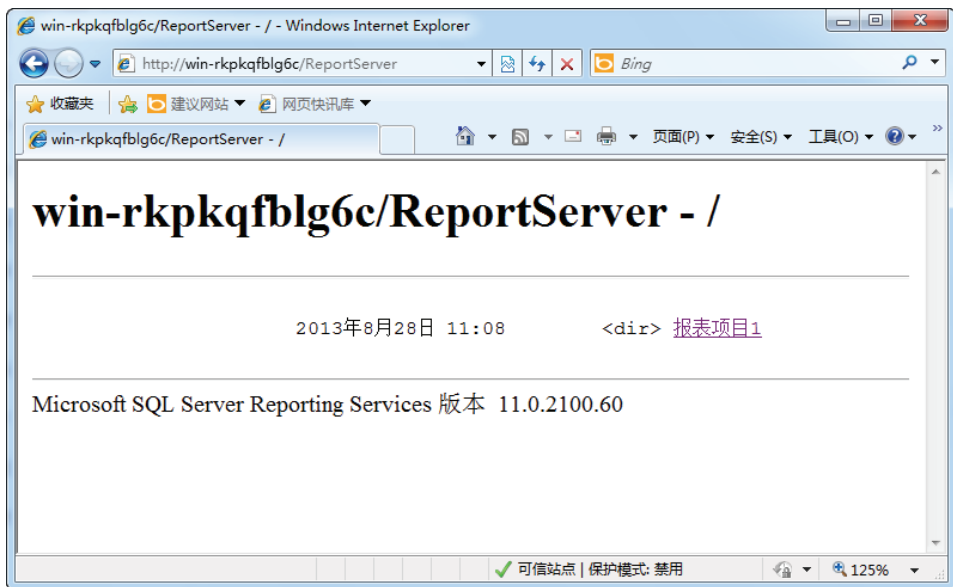 win-rkpkqfblg6c/ReportServer - / - Windows Internet Explorer
http://win-rkpkqfblg6c/ReportServer
Bing
收藏夹 建议网站 网页快讯库
win-rkpkqfblg6c/ReportServer - /
页面(P) 安全(S) 工具(O)
win-rkpkqfblg6c/ReportServer - /
2013年8月28日 11:08 <dir> 报表项目1
Microsoft SQL Server Reporting Services 版本 11.0.2100.60
可信站点 | 保护模式: 禁用 125%